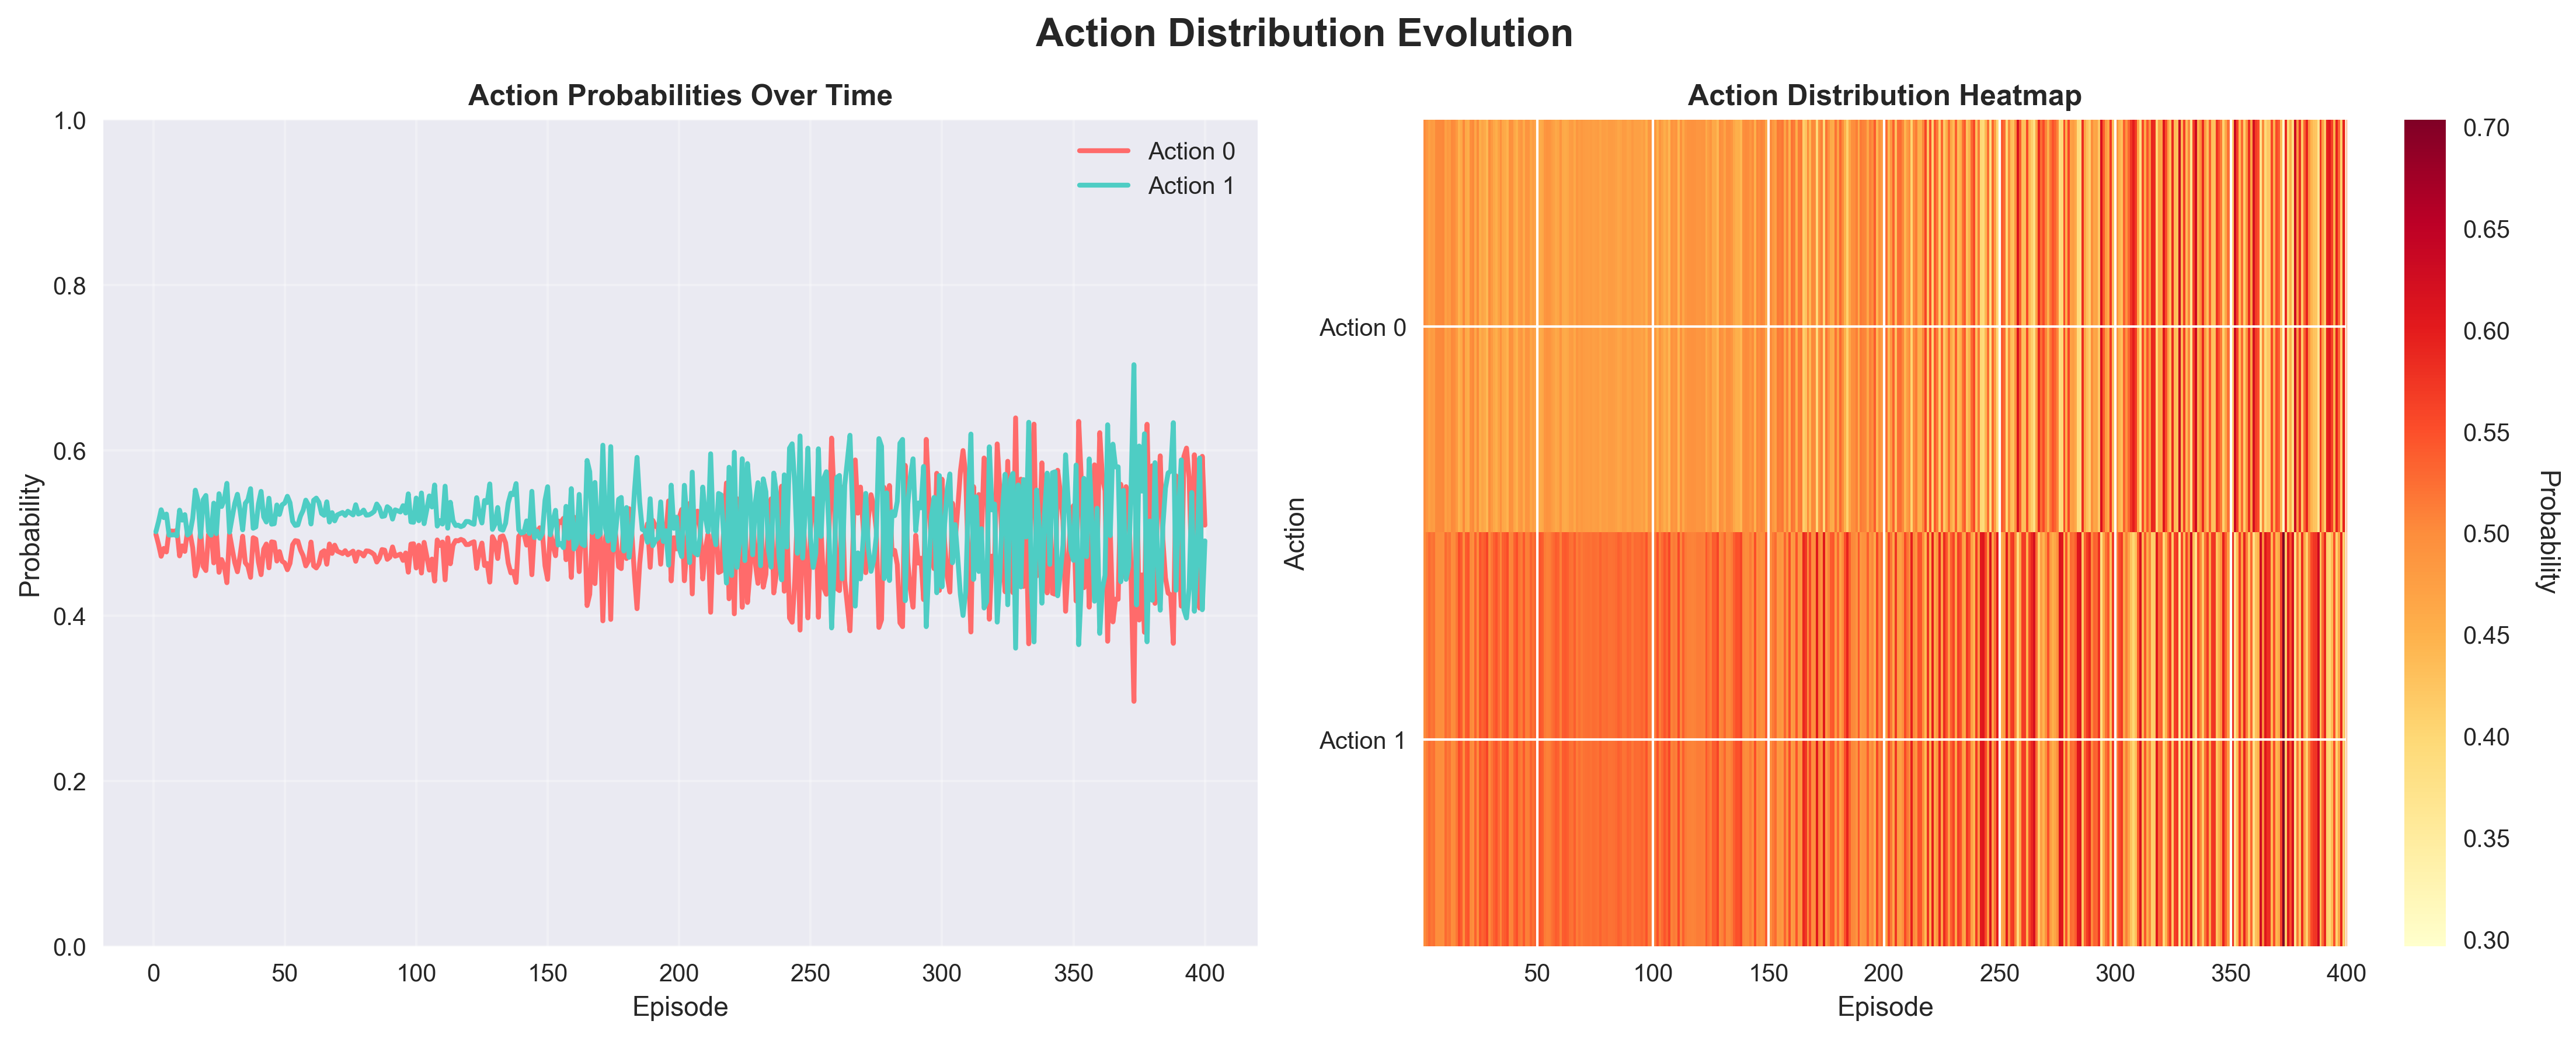 Action Distribution Evolution
Action Probabilities Over Time
1.0
0.8
0.6
0.4
0.2
0.0
Probability
Action 0
Action 1
0
50
100
150
200
250
300
350
400
Episode
Action Distribution Heatmap
Action
Action 0
Action 1
50
100
150
200
250
300
350
400
Episode
0.70
0.65
0.60
0.55
0.50
0.45
0.40
0.35
0.30
Probability